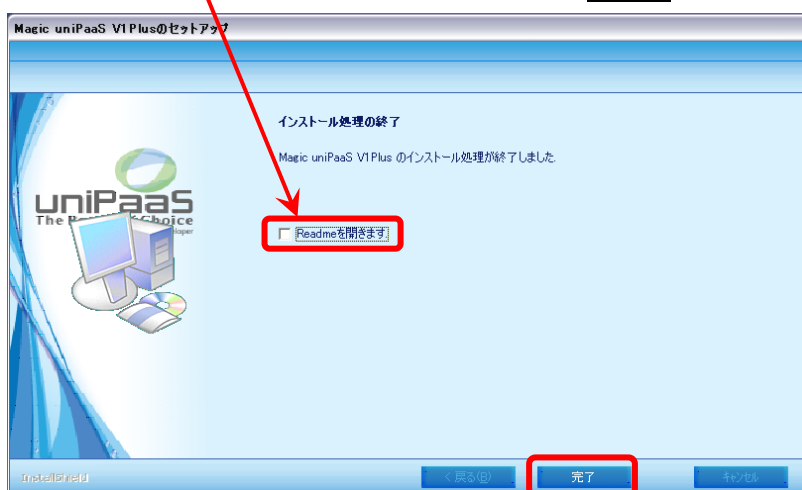 Magic uniPaaS V1Plusのセットアップ
インストール処理の終了
Magic uniPaaS V1Plus のインストール処理が終了しました.
uniPaaS
The
Choice
Readmeを開きます.
InstallShield
< 戻る(B)
完了
キャンセル